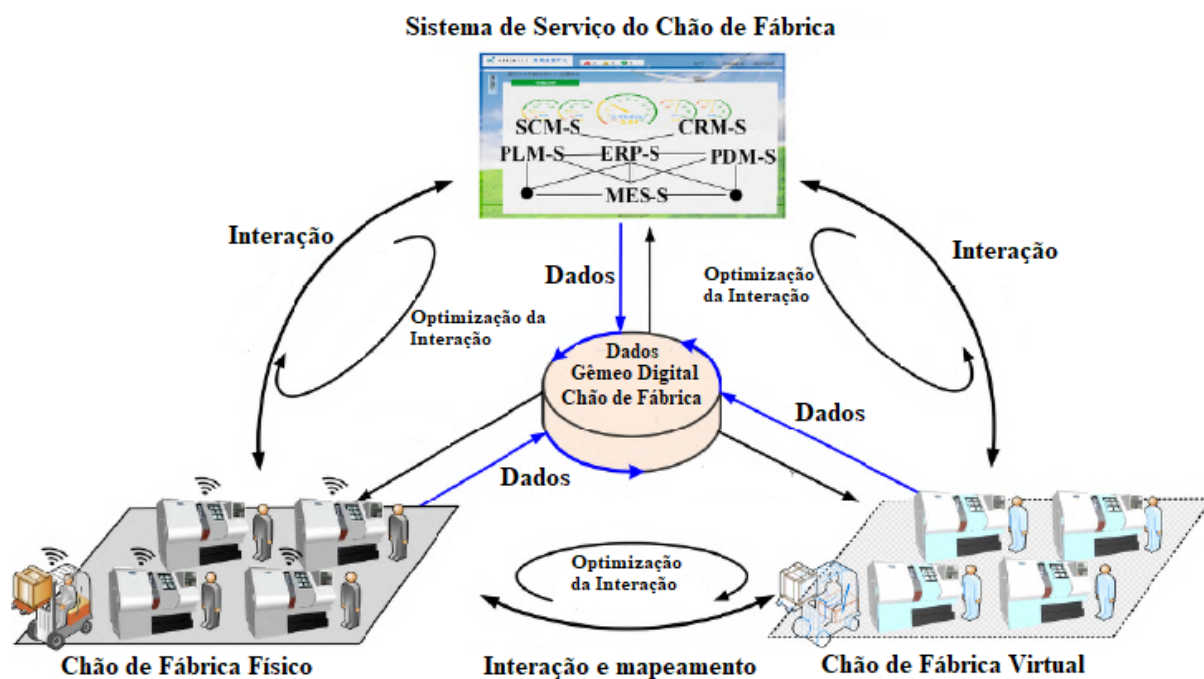 Sistema de Serviço do Chão de Fábrica
SCM-S CRM-S
PLM-S ERP-S PDM-S
MES-S
Interação
Interação
Dados
Optimização
da Interação
Optimização da
Interação
Dados
Gêmeo Digital
Chão de Fábrica
Dados
Dados
Optimização
da Interação
Chão de Fábrica Físico
Interação e mapeamento
Chão de Fábrica Virtual